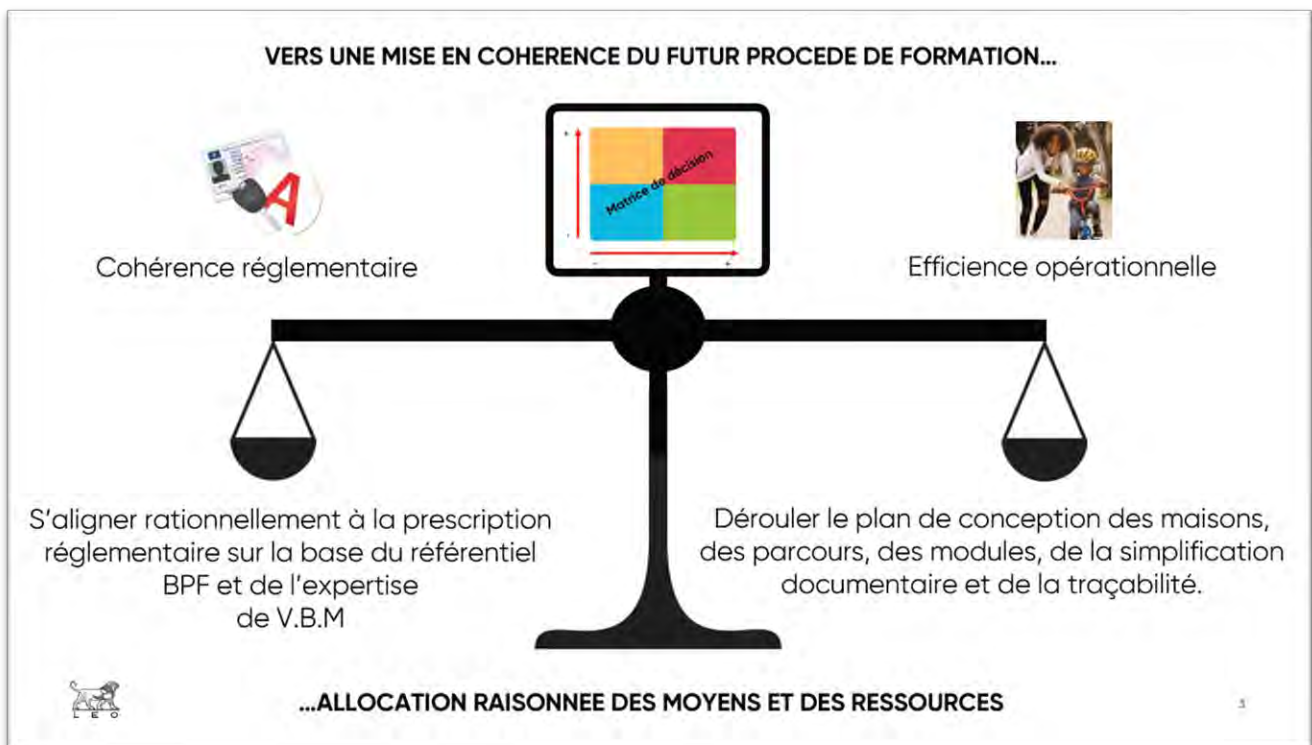 VERS UNE MISE EN COHERENCE DU FUTUR PROCEDE DE FORMATION...
A
Matrice de décision
Cohérence réglementaire
Efficience opérationnelle
S'aligner rationnellement à la prescription
réglementaire sur la base du référentiel
BPF et de l'expertise
de V.B.M
Dérouler le plan de conception des maisons,
des parcours, des modules, de la simplification
documentaire et de la traçabilité.
LEO
...ALLOCATION RAISONNEE DES MOYENS ET DES RESSOURCES